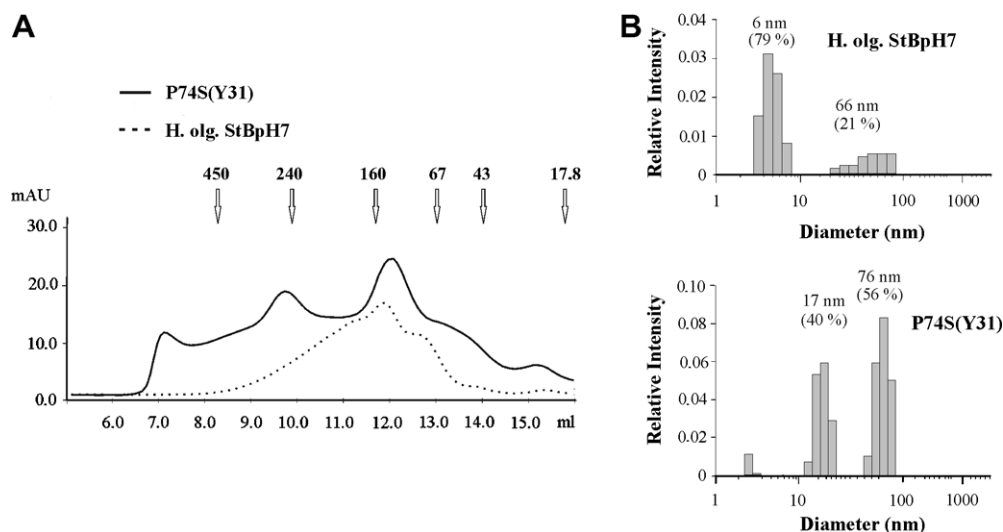 A
P74S(Y31)
H. olg. StBpH7
450 240 160 67 43 17.8
mAU
30.0
20.0
10.0
0.0
6.0 7.0 8.0 9.0 10.0 11.0 12.0 13.0 14.0 15.0 ml
B
6 nm
(79 %)
H. olg. StBpH7
66 nm
(21 %)
Relative Intensity
0.04
0.03
0.02
0.01
0
1 10 100 1000
Diameter (nm)
76 nm
(56 %)
17 nm
(40 %)
P74S(Y31)
Relative Intensity
0.10
0.08
0.06
0.04
0.02
0
1 10 100 1000
Diameter (nm)